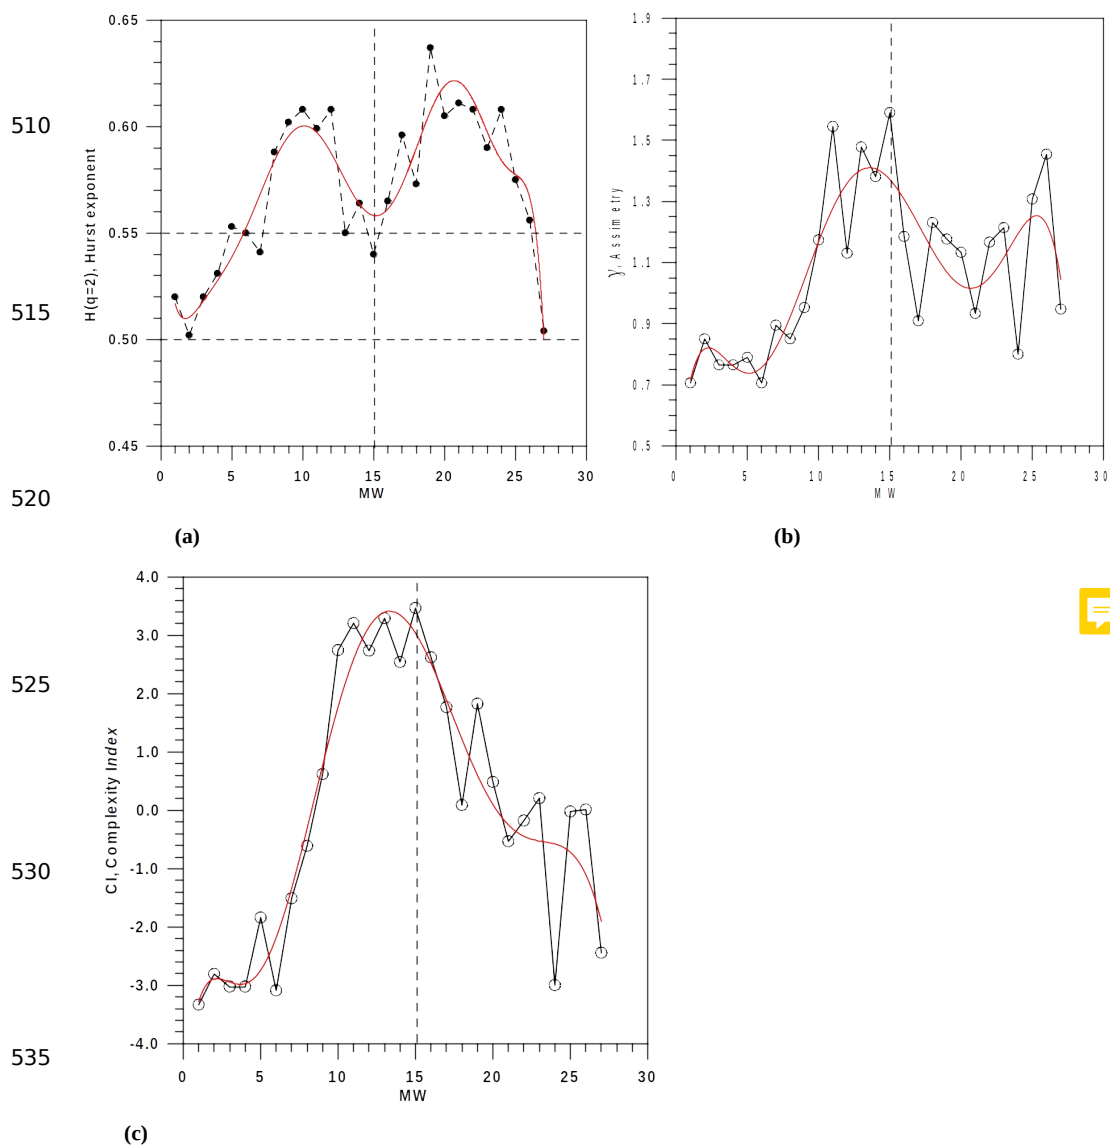 510
515
520
525
530
535
0.65
0.60
0.55
0.50
0.45
H(q=2), Hurst exponent
0 5 10 15 20 25 30
MW
(a)
1.9
1.7
1.5
1.3
1.1
0.9
0.7
0.5
γ, Assimetry
0 5 10 15 20 25 30
MW
(b)
4.0
3.0
2.0
1.0
0.0
-1.0
-2.0
-3.0
-4.0
CI, Complexity Index
0 5 10 15 20 25 30
MW
(c)